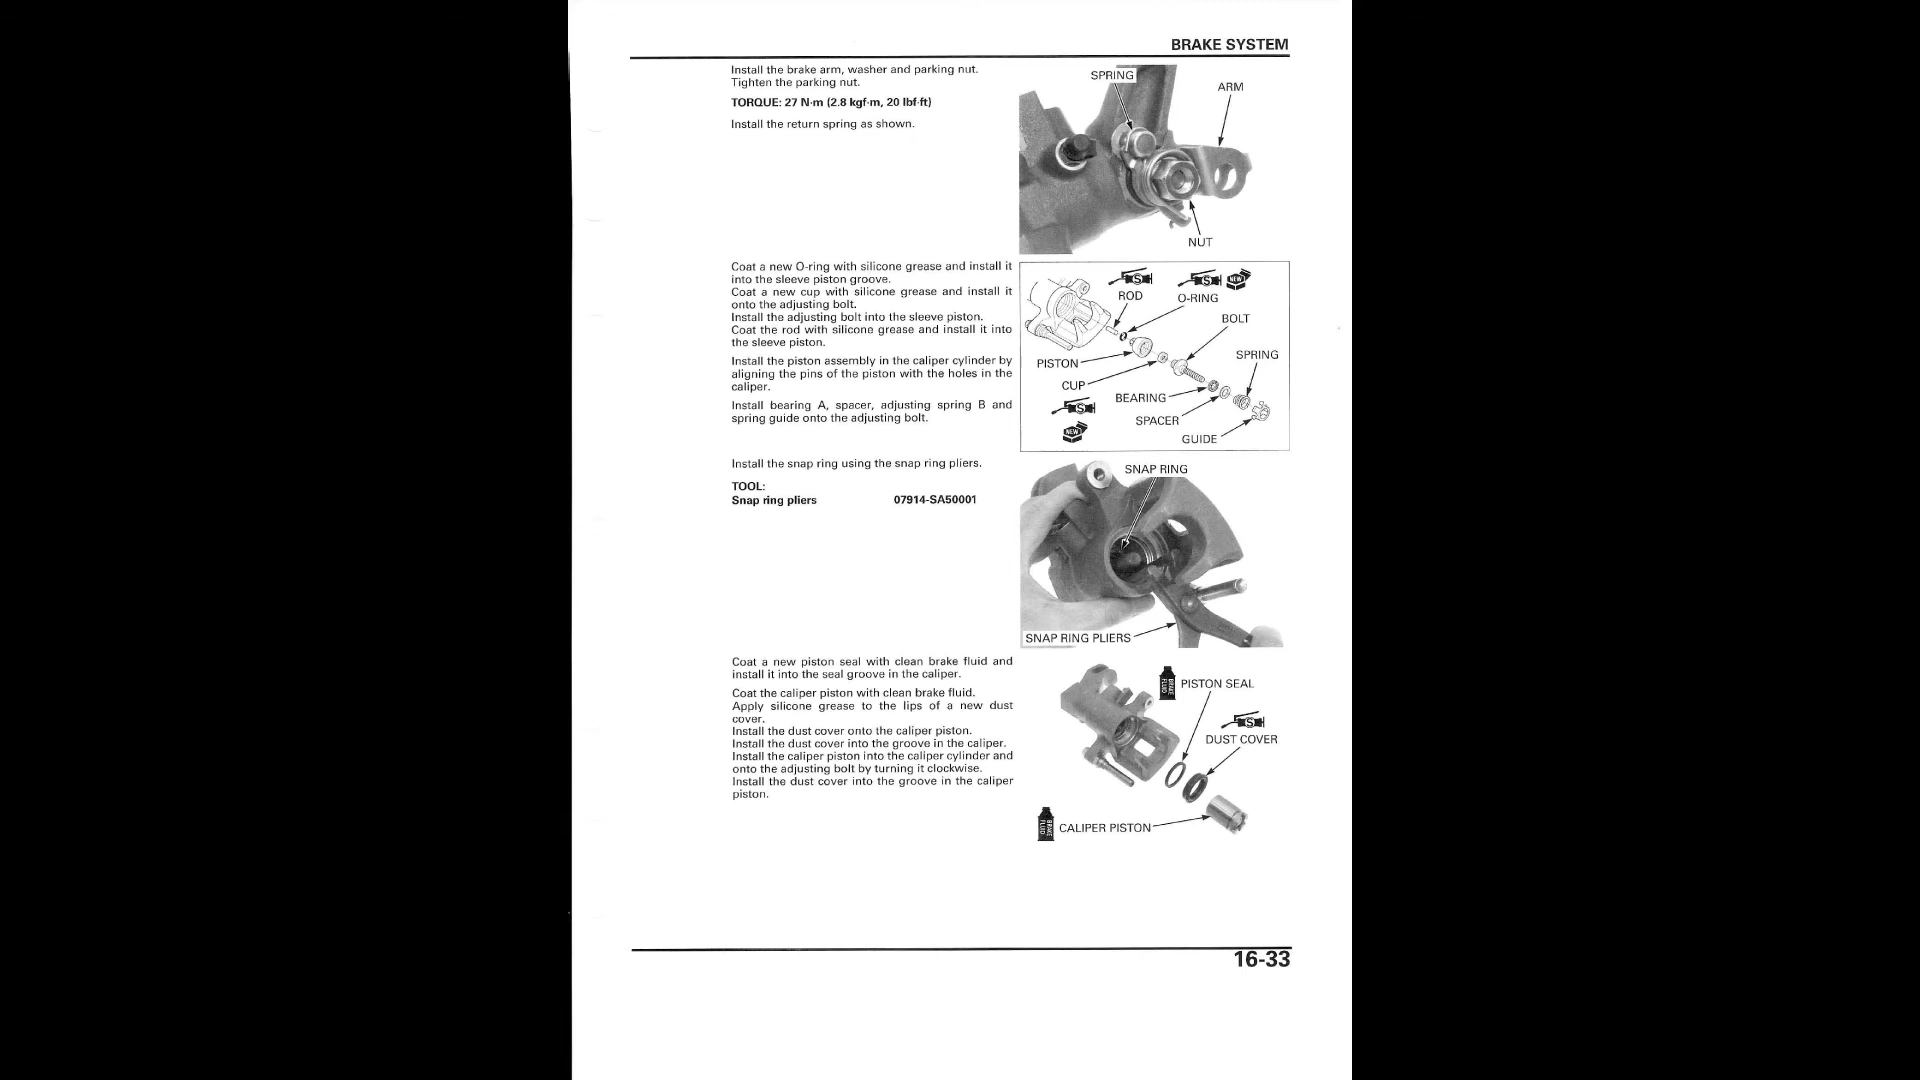 BRAKE SYSTEM
Install the brake arm, washer and parking nut.
Tighten the parking nut.
TORQUE: 27 N·m (2.8 kgf·m, 20 lbf·ft)
Install the return spring as shown.
SPRING
ARM
NUT
Coat a new O-ring with silicone grease and install it
into the sleeve piston groove.
Coat a new cup with silicone grease and install it
onto the adjusting bolt.
Install the adjusting bolt into the sleeve piston.
Coat the rod with silicone grease and install it into
the sleeve piston.
Install the piston assembly in the caliper cylinder by
aligning the pins of the piston with the holes in the
caliper.
Install bearing A, spacer, adjusting spring B and
spring guide onto the adjusting bolt.
S
S
NEW
ROD
O-RING
BOLT
SPRING
PISTON
CUP
BEARING
S
SPACER
NEW
GUIDE
Install the snap ring using the snap ring pliers.
TOOL:
Snap ring pliers 07914-SA50001
SNAP RING
SNAP RING PLIERS
Coat a new piston seal with clean brake fluid and
install it into the seal groove in the caliper.
Coat the caliper piston with clean brake fluid.
Apply silicone grease to the lips of a new dust
cover.
Install the dust cover onto the caliper piston.
Install the dust cover into the groove in the caliper.
Install the caliper piston into the caliper cylinder and
onto the adjusting bolt by turning it clockwise.
Install the dust cover into the groove in the caliper
piston.
BRAKE
FLUID
PISTON SEAL
S
DUST COVER
BRAKE
FLUID
CALIPER PISTON
16-33